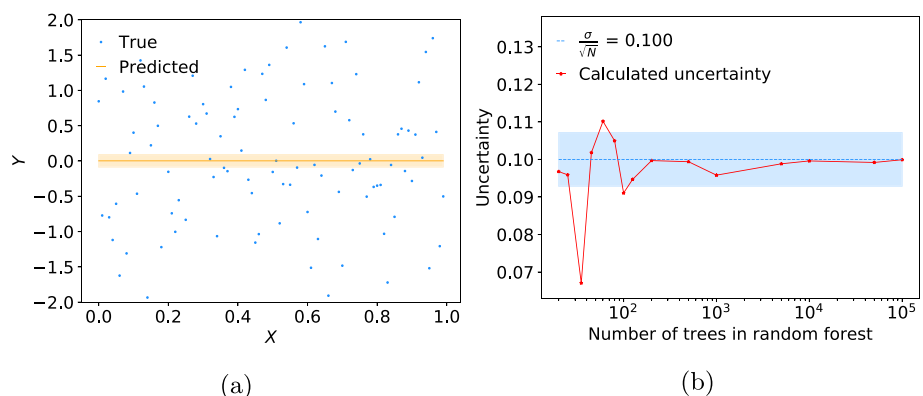 2.0
1.5
1.0
0.5
0.0
−0.5
−1.0
−1.5
−2.0
Y
True
Predicted
0.0 0.2 0.4 0.6 0.8 1.0
X
(a)
0.13
0.12
0.11
0.10
0.09
0.08
0.07
Uncertainty
σ/√N = 0.100
Calculated uncertainty
10² 10³ 10⁴ 10⁵
Number of trees in random forest
(b)